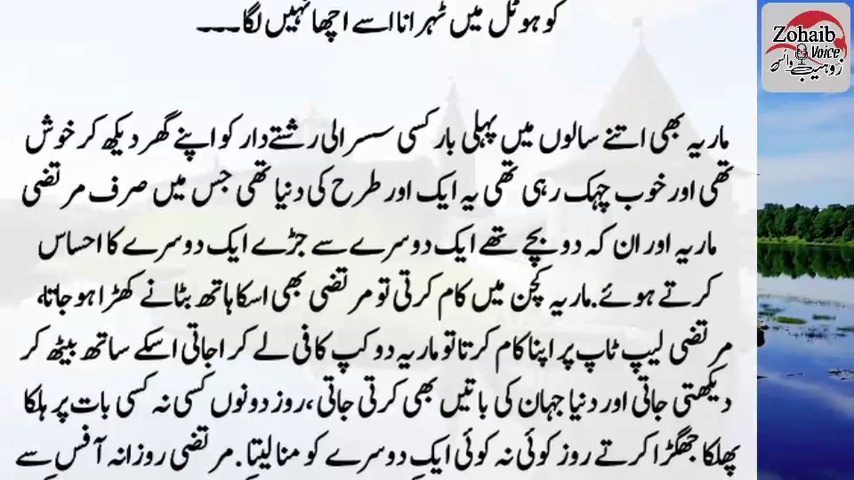 کو ہوٹل میں ٹہرانا اسے اچھا نہیں لگا۔۔۔
Zohaib
Voice
زوہیب وائس
ماریہ بھی اتنے سالوں میں پہلی بار کسی سسرالی رشتے دار کو اپنے گھر دیکھ کر خوش
تھی اور خوب چہک رہی تھی یہ ایک اور طرح کی دنیا تھی جس میں صرف مرتضی
ماریہ اور ان کہ دو بچے تھے ایک دوسرے سے جڑے ایک دوسرے کا احساس
کرتے ہوئے.ماریہ کچن میں کام کرتی تو مرتضی بھی اسکا ہاتھ بٹانے کھڑا ہو جاتا،
مرتضی لیپ ٹاپ پر اپنا کام کرتا تو ماریہ دو کپ کافی لے کر اجاتی اسکے ساتھ بیٹھ کر
دیکھتی جاتی اور دنیا جہان کی باتیں بھی کرتی جاتی،روز دونوں کسی نہ کسی بات پر ہلکا
پھلکا جھگڑا کرتے روز کوئی نہ کوئی ایک دوسرے کو منا لیتا.مرتضی روزانہ آفس سے